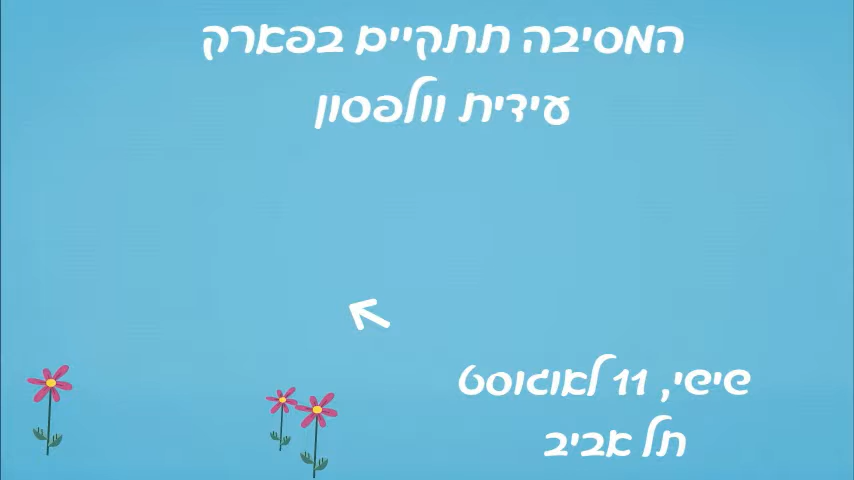 המסיבה תתקיים בפארק
עידית וולפסון
שישי, 11 לאוגוסט
תל אביב